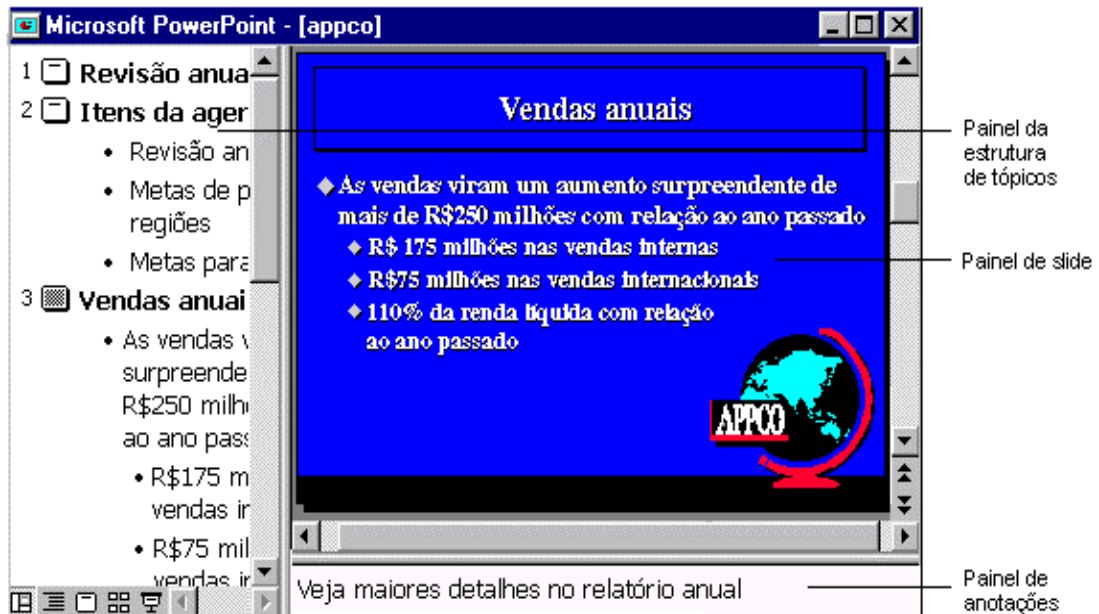 Microsoft PowerPoint - [appco]
1 Revisão anua
2 Itens da ager
• Revisão an
• Metas de p
regiões
• Metas para
3 Vendas anuai
• As vendas v
surpreende
R$250 milh
ao ano pass
• R$175 m
vendas ir
• R$75 mil
vendas ir
Vendas anuais
As vendas viram um aumento surpreendente de
mais de R$250 milhões com relação ao ano passado
R$ 175 milhões nas vendas internas
R$75 milhões nas vendas internacionais
110% da renda líquida com relação
ao ano passado
APPCO
Veja maiores detalhes no relatório anual
Painel da
estrutura
de tópicos
Painel de slide
Painel de
anotações